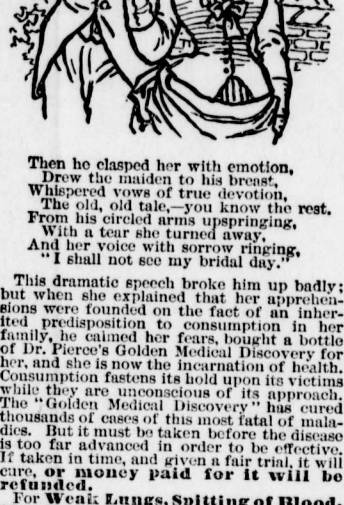 Then he clasped her with emotion,
Drew the maiden to his breast,
Whispered vows of true devotion,
The old, old tale,—you know the rest.
From his circled arms upspringing,
With a tear she turned away,
And her voice with sorrow ringing,
"I shall not see my bridal day."
This dramatic speech broke him up badly;
but when she explained that her apprehen-
sions were founded on the fact of an inher-
ited predisposition to consumption in her
family, he calmed her fears, bought a bottle
of Dr. Pierce's Golden Medical Discovery for
her, and she is now the incarnation of health.
Consumption fastens its hold upon its victims
while they are unconscious of its approach.
The "Golden Medical Discovery" has cured
thousands of cases of this most fatal of mala-
dies. But it must be taken before the disease
is too far advanced in order to be effective.
If taken in time, and given a fair trial, it will
cure, or money paid for it will be
refunded.
For Weak Lungs, Spitting of Blood,